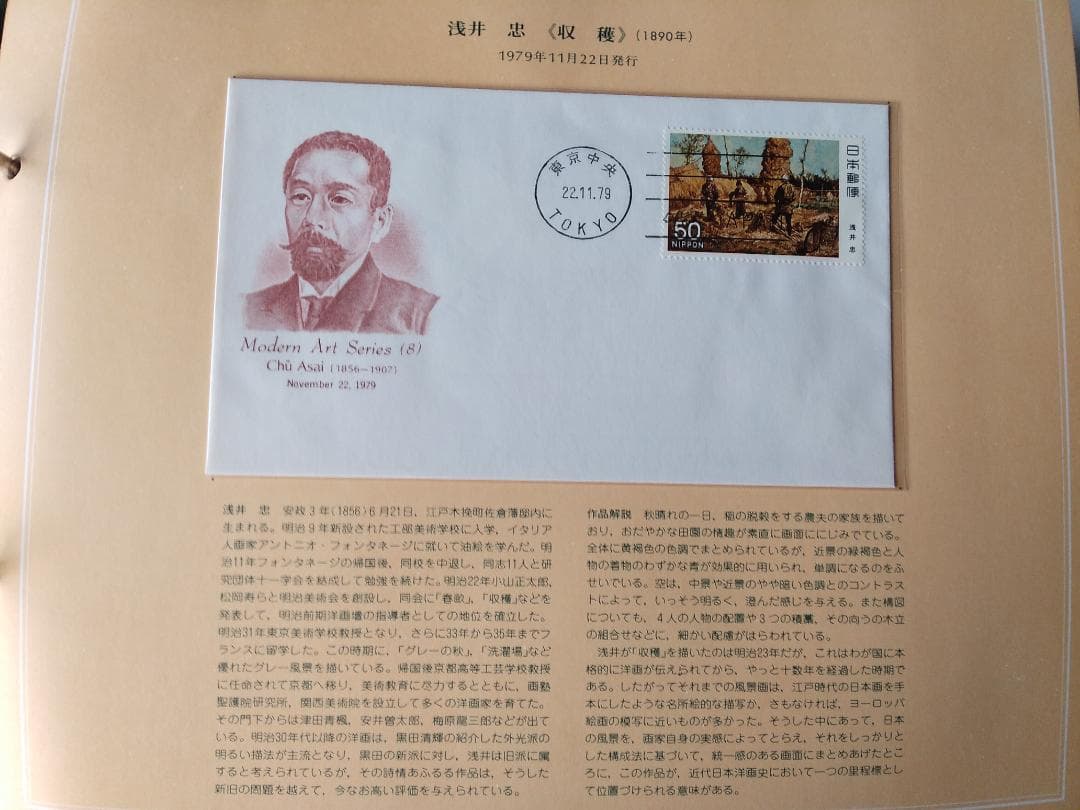 浅井 忠 《収 穫》(1890年)
1979年11月22日発行
東京中央
22.11.79
TOKYO
日本郵便
浅井 忠
50
NIPPON
Modern Art Series (8)
Chū Asai (1856–1907)
November 22, 1979
浅井 忠 安政3年(1856)6月21日、江戸木挽町佐倉藩邸内に
生まれる。明治9年新設された工部美術学校に入学、イタリア
人画家アントニオ・フォンタネージに就いて油絵を学んだ。明
治11年フォンタネージの帰国後、同校を中退し、同志11人と研
究団体十一字会を結成して勉強を続けた。明治22年小山正太郎、
松岡寿らと明治美術会を創設し、同会に「春畝」、「収穫」などを
発表して、明治前期洋画壇の指導者としての地位を確立した。
明治31年東京美術学校教授となり、さらに33年から35年までフ
ランスに留学した。この時期に、「グレーの秋」、「洗濯場」など
優れたグレー風景を描いている。帰国後京都高等工芸学校教授
に任命されて京都へ移り、美術教育に尽力するとともに、画塾
聖護院研究所、関西美術院を設立して多くの洋画家を育てた。
その門下からは津田青楓、安井曽太郎、梅原龍三郎などが出て
いる。明治30年代以降の洋画は、黒田清輝の紹介した外光派の
明るい描法が主流となり、黒田の新派に対し、浅井は旧派に属
すると考えられているが、その詩情あふるる作品は、そうした
新旧の問題を越えて、今なお高い評価を与えられている。
作品解説 秋晴れの一日、稲の脱穀をする農夫の家族を描いて
おり、おだやかな田園の情趣が素直に画面ににじみでている。
全体に黄褐色の色調でまとめられているが、近景の緑褐色と人
物の着物のわずかな青が効果的に用いられ、単調になるのをふ
せいでいる。空は、中景や近景のやや暗い色調とのコントラス
トによって、いっそう明るく、澄んだ感じを与える。また構図
についても、4人の人物の配置や3つの積藁、その向うの木立
の組合せなどに、細かい配慮がはらわれている。
浅井が「収穫」を描いたのは明治23年だが、これはわが国に本
格的に洋画が伝えられてから、やっと十数年を経過した時期で
ある。したがってそれまでの風景画は、江戸時代の日本画を手
本にしたような名所絵的な描写か、さもなければ、ヨーロッパ
絵画の模写に近いものが多かった。そうした中にあって、日本
の風景を、画家自身の実感によってとらえ、それをしっかりと
した構成法に基づいて、統一感のある画面にまとめあげたとこ
ろに、この作品が、近代日本洋画史において一つの里程標とし
て位置づけられる意味がある。